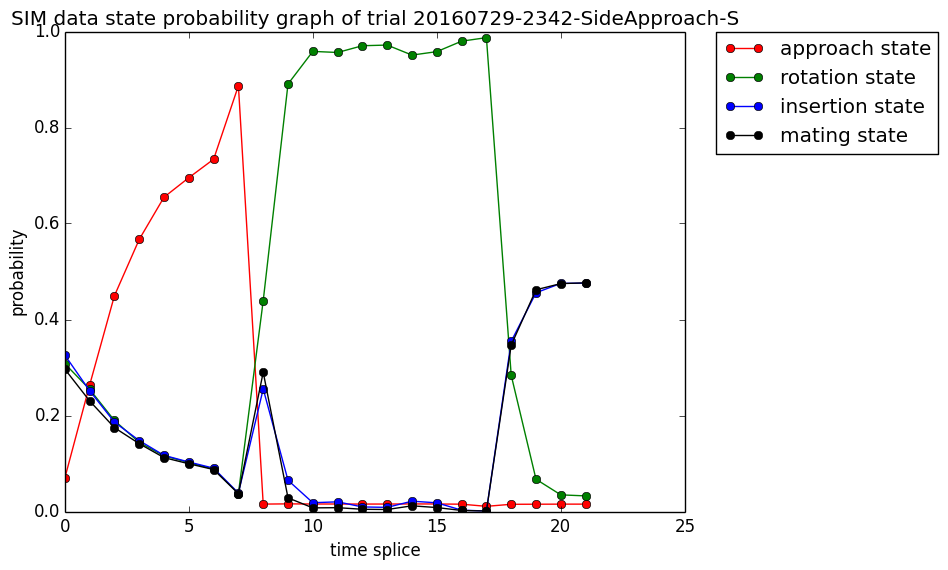 SIM data state probability graph of trial 20160729-2342-SideApproach-S
1.0
0.8
0.6
0.4
0.2
0.0
probability
0 5 10 15 20 25
time splice
approach state
rotation state
insertion state
mating state